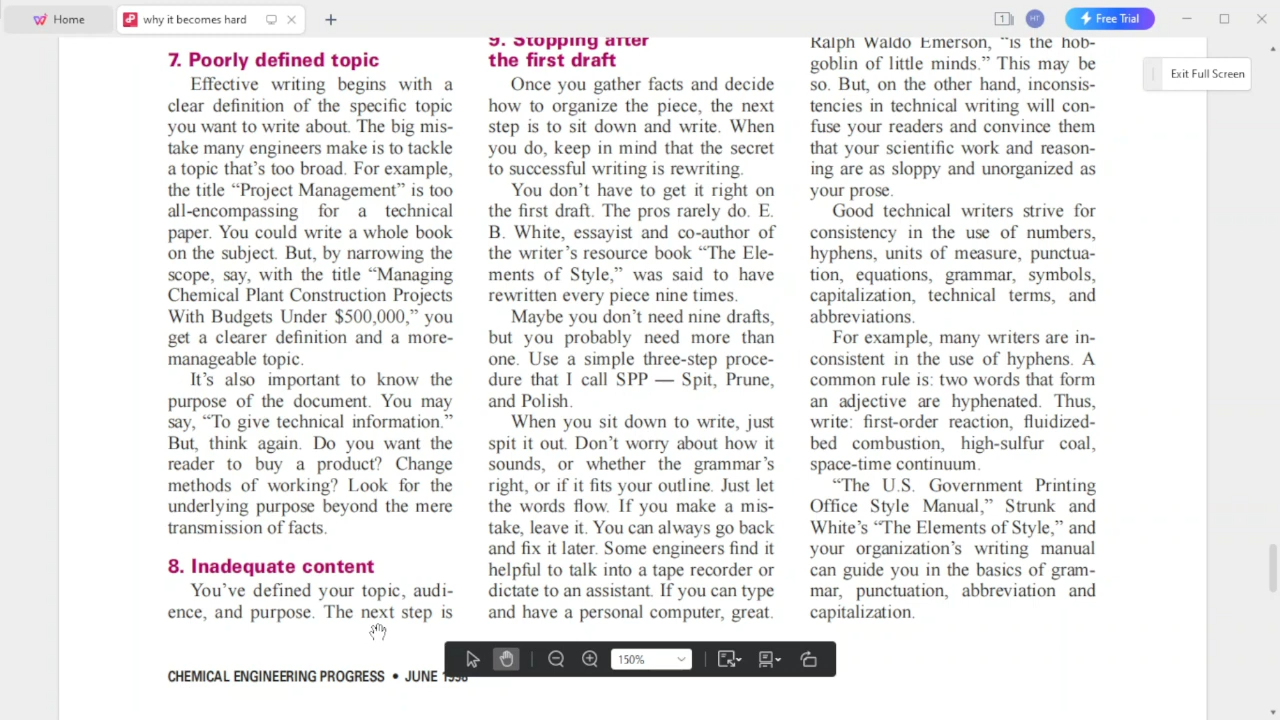 Home
why it becomes hard
1
HT
Free Trial
Exit Full Screen
7. Poorly defined topic
Effective writing begins with a
clear definition of the specific topic
you want to write about. The big mis-
take many engineers make is to tackle
a topic that's too broad. For example,
the title “Project Management” is too
all-encompassing for a technical
paper. You could write a whole book
on the subject. But, by narrowing the
scope, say, with the title “Managing
Chemical Plant Construction Projects
With Budgets Under $500,000,” you
get a clearer definition and a more-
manageable topic.
It's also important to know the
purpose of the document. You may
say, “To give technical information.”
But, think again. Do you want the
reader to buy a product? Change
methods of working? Look for the
underlying purpose beyond the mere
transmission of facts.
8. Inadequate content
You've defined your topic, audi-
ence, and purpose. The next step is
9. Stopping after
the first draft
Once you gather facts and decide
how to organize the piece, the next
step is to sit down and write. When
you do, keep in mind that the secret
to successful writing is rewriting.
You don't have to get it right on
the first draft. The pros rarely do. E.
B. White, essayist and co-author of
the writer's resource book “The Ele-
ments of Style,” was said to have
rewritten every piece nine times.
Maybe you don't need nine drafts,
but you probably need more than
one. Use a simple three-step proce-
dure that I call SPP — Spit, Prune,
and Polish.
When you sit down to write, just
spit it out. Don't worry about how it
sounds, or whether the grammar's
right, or if it fits your outline. Just let
the words flow. If you make a mis-
take, leave it. You can always go back
and fix it later. Some engineers find it
helpful to talk into a tape recorder or
dictate to an assistant. If you can type
and have a personal computer, great.
Ralph Waldo Emerson, “is the hob-
goblin of little minds.” This may be
so. But, on the other hand, inconsis-
tencies in technical writing will con-
fuse your readers and convince them
that your scientific work and reason-
ing are as sloppy and unorganized as
your prose.
Good technical writers strive for
consistency in the use of numbers,
hyphens, units of measure, punctua-
tion, equations, grammar, symbols,
capitalization, technical terms, and
abbreviations.
For example, many writers are in-
consistent in the use of hyphens. A
common rule is: two words that form
an adjective are hyphenated. Thus,
write: first-order reaction, fluidized-
bed combustion, high-sulfur coal,
space-time continuum.
“The U.S. Government Printing
Office Style Manual,” Strunk and
White's “The Elements of Style,” and
your organization's writing manual
can guide you in the basics of gram-
mar, punctuation, abbreviation and
capitalization.
150%
CHEMICAL ENGINEERING PROGRESS • JUNE